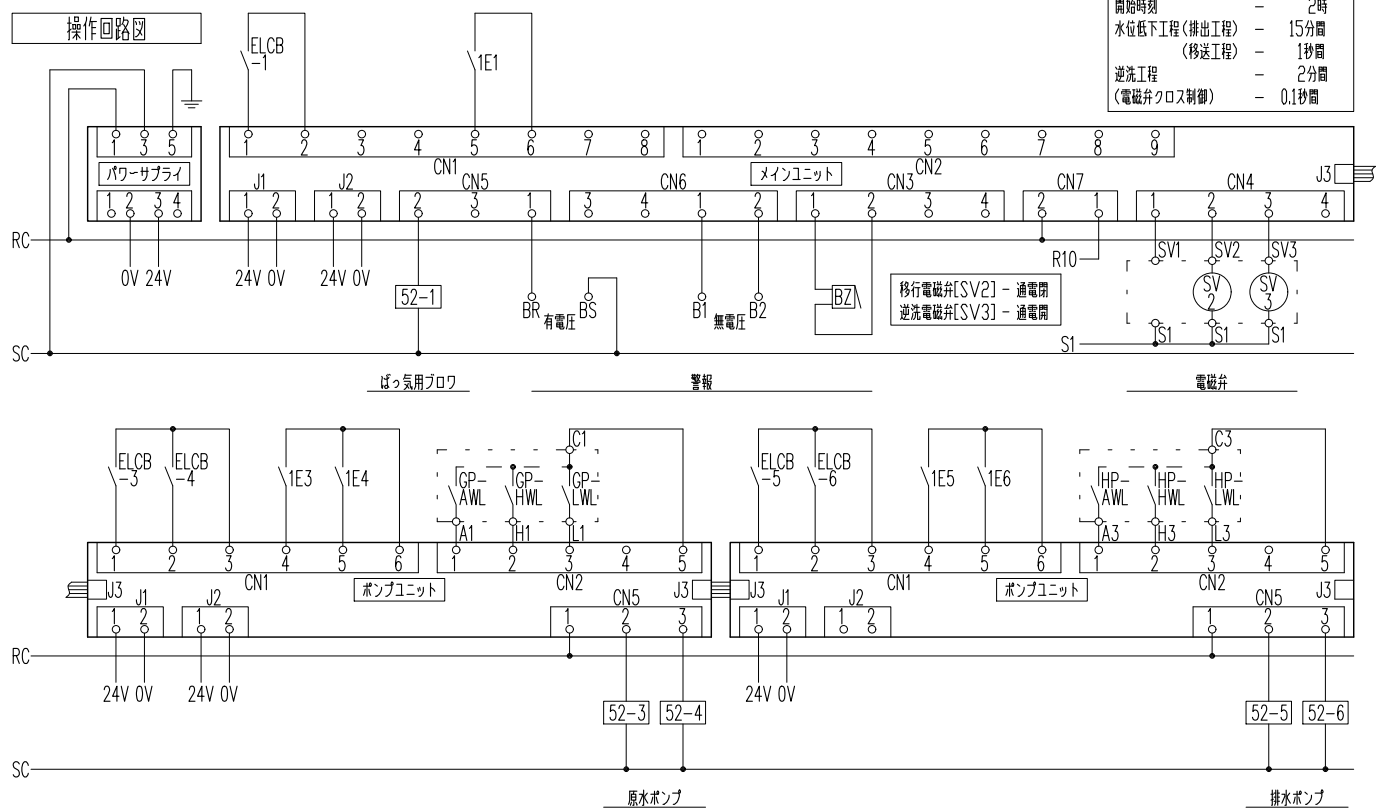 操作回路図
開始時刻 - 2時
水位低下工程(排出工程) - 15分間
(移送工程) - 1秒間
逆洗工程 - 2分間
(電磁弁クロス制御) - 0.1秒間
ELCB -1
1E1
1 3 5
パワーサプライ
1 2 3 4
1 2 3 4 5 6 7 8
CN1
1 2 3 4 5 6 7 8 9
CN2
メインユニット
J3
J1
1 2
J2
1 2
CN5
2 3 1
CN6
3 4 1 2
CN3
1 2 3 4
CN7
2 1
CN4
1 2 3 4
RC
0V 24V
24V 0V
24V 0V
52-1
BR 有電圧 BS
B1 無電圧 B2
BZ
R10
移行電磁弁[SV2] - 通電閉
逆洗電磁弁[SV3] - 通電開
SV1 SV2 SV3
SV 2
SV 3
S1 S1 S1
S1
SC
ばっ気用ブロワ
警報
電磁弁
ELCB -3
ELCB -4
1E3
1E4
GP-AWL
GP-HWL
GP-LWL
C1
A1 H1 L1
ELCB -5
ELCB -6
1E5
1E6
HP-AWL
HP-HWL
HP-LWL
C3
A3 H3 L3
1 2 3 4 5 6
CN1
1 2 3 4 5
CN2
ポンプユニット
J3
J1
1 2
J2
1 2
CN5
1 2 3
J3
1 2 3 4 5 6
CN1
1 2 3 4 5
CN2
ポンプユニット
J3
J1
1 2
J2
1 2
CN5
1 2 3
J3
RC
24V 0V
24V 0V
24V 0V
52-3
52-4
52-5
52-6
SC
原水ポンプ
排水ポンプ